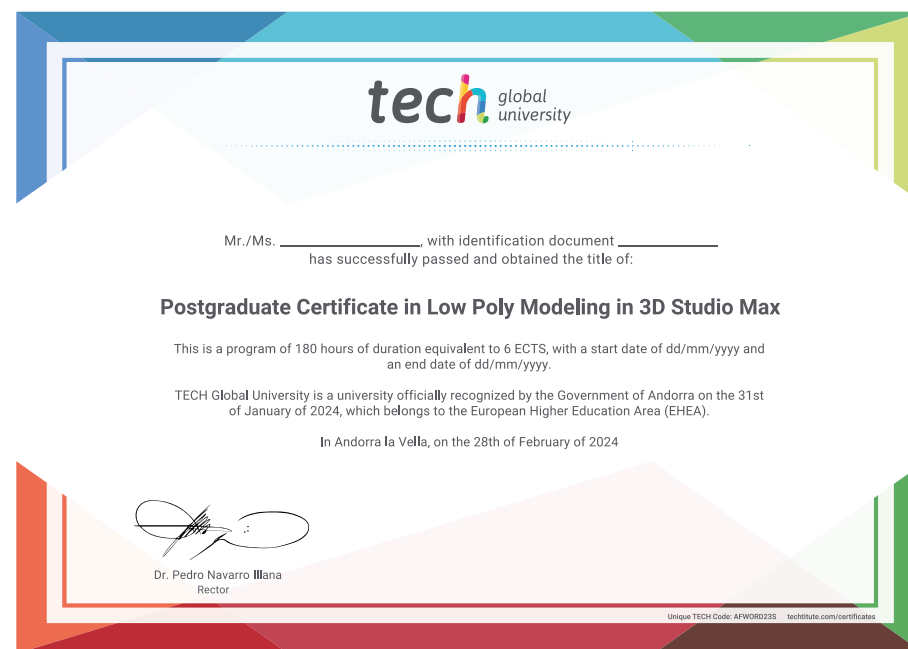 tech global university
Mr./Ms. ____________________, with identification document ______________
has successfully passed and obtained the title of:
Postgraduate Certificate in Low Poly Modeling in 3D Studio Max
This is a program of 180 hours of duration equivalent to 6 ECTS, with a start date of dd/mm/yyyy and
an end date of dd/mm/yyyy.
TECH Global University is a university officially recognized by the Government of Andorra on the 31st
of January of 2024, which belongs to the European Higher Education Area (EHEA).
In Andorra la Vella, on the 28th of February of 2024
Dr. Pedro Navarro Illana
Rector
Unique TECH Code: AFWORD23S techtitute.com/certificates